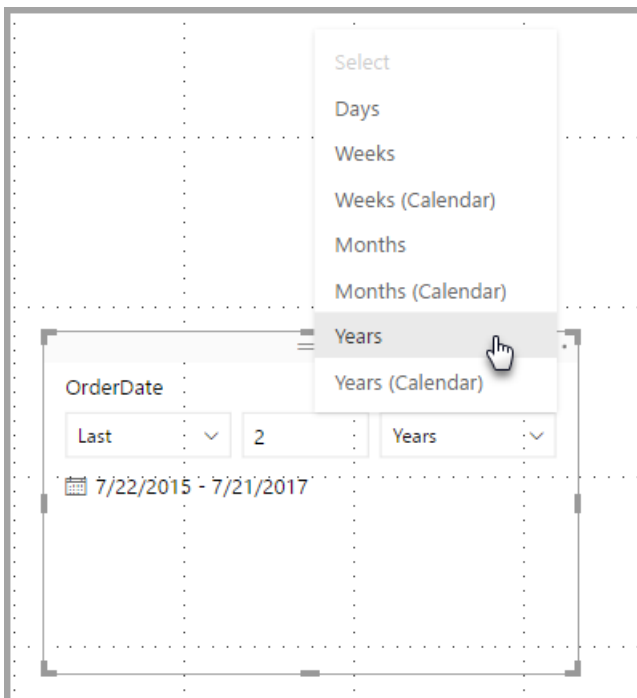 Select
Days
Weeks
Weeks (Calendar)
Months
Months (Calendar)
Years
Years (Calendar)
OrderDate
Last 2 Years
7/22/2015 - 7/21/2017